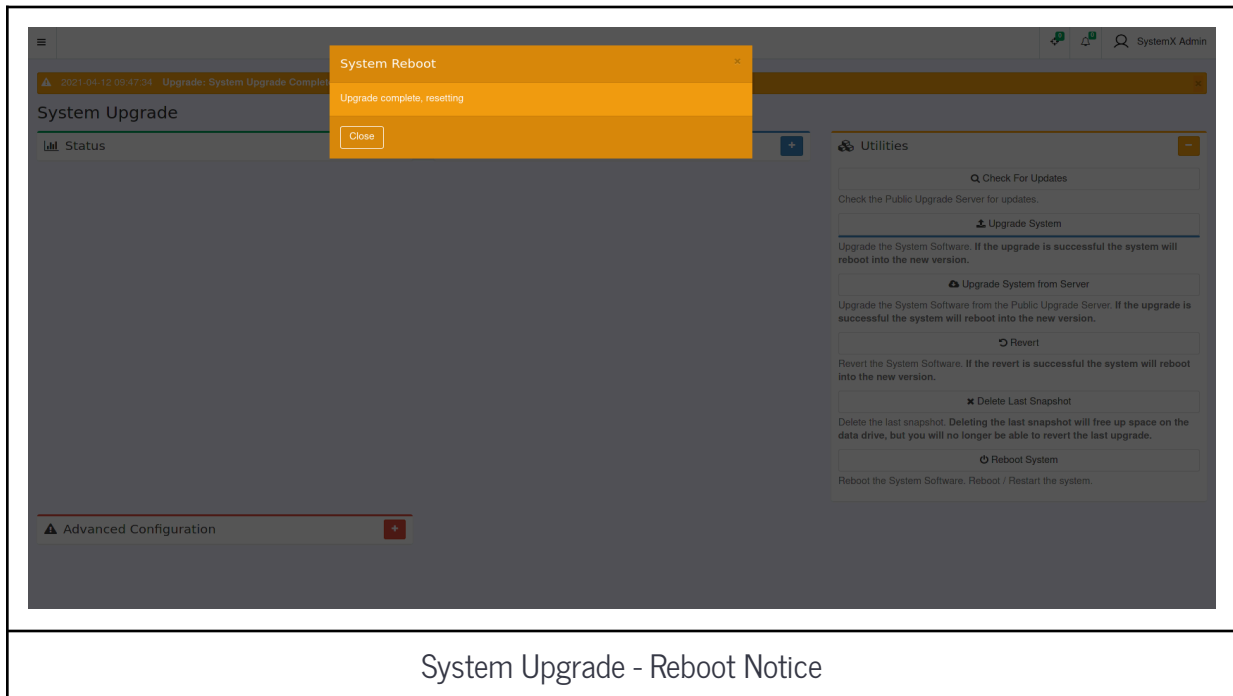 SystemX Admin
System Reboot
×
2021-04-12 09:47:34 Upgrade: System Upgrade Complet
Upgrade complete, resetting
System Upgrade
Close
Status
+
Utilities
−
Check For Updates
Check the Public Upgrade Server for updates.
Upgrade System
Upgrade the System Software. If the upgrade is successful the system will
reboot into the new version.
Upgrade System from Server
Upgrade the System Software from the Public Upgrade Server. If the upgrade is
successful the system will reboot into the new version.
Revert
Revert the System Software. If the revert is successful the system will reboot
into the new version.
Delete Last Snapshot
Delete the last snapshot. Deleting the last snapshot will free up space on the
data drive, but you will no longer be able to revert the last upgrade.
Reboot System
Reboot the System Software. Reboot / Restart the system.
Advanced Configuration
+
System Upgrade - Reboot Notice